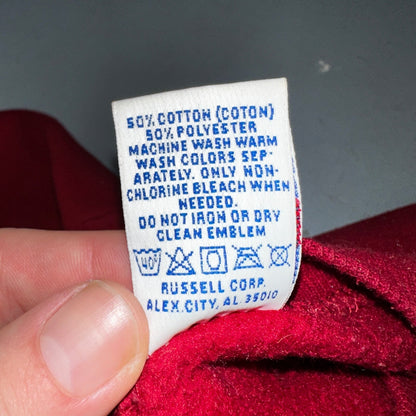 50% COTTON (COTON)
50% POLYESTER
MACHINE WASH WARM
WASH COLORS SEP-
ARATELY. ONLY NON-
CHLORINE BLEACH WHEN
NEEDED.
DO NOT IRON OR DRY
CLEAN EMBLEM
40°
RUSSELL CORP.
ALEX.CITY, AL 35010